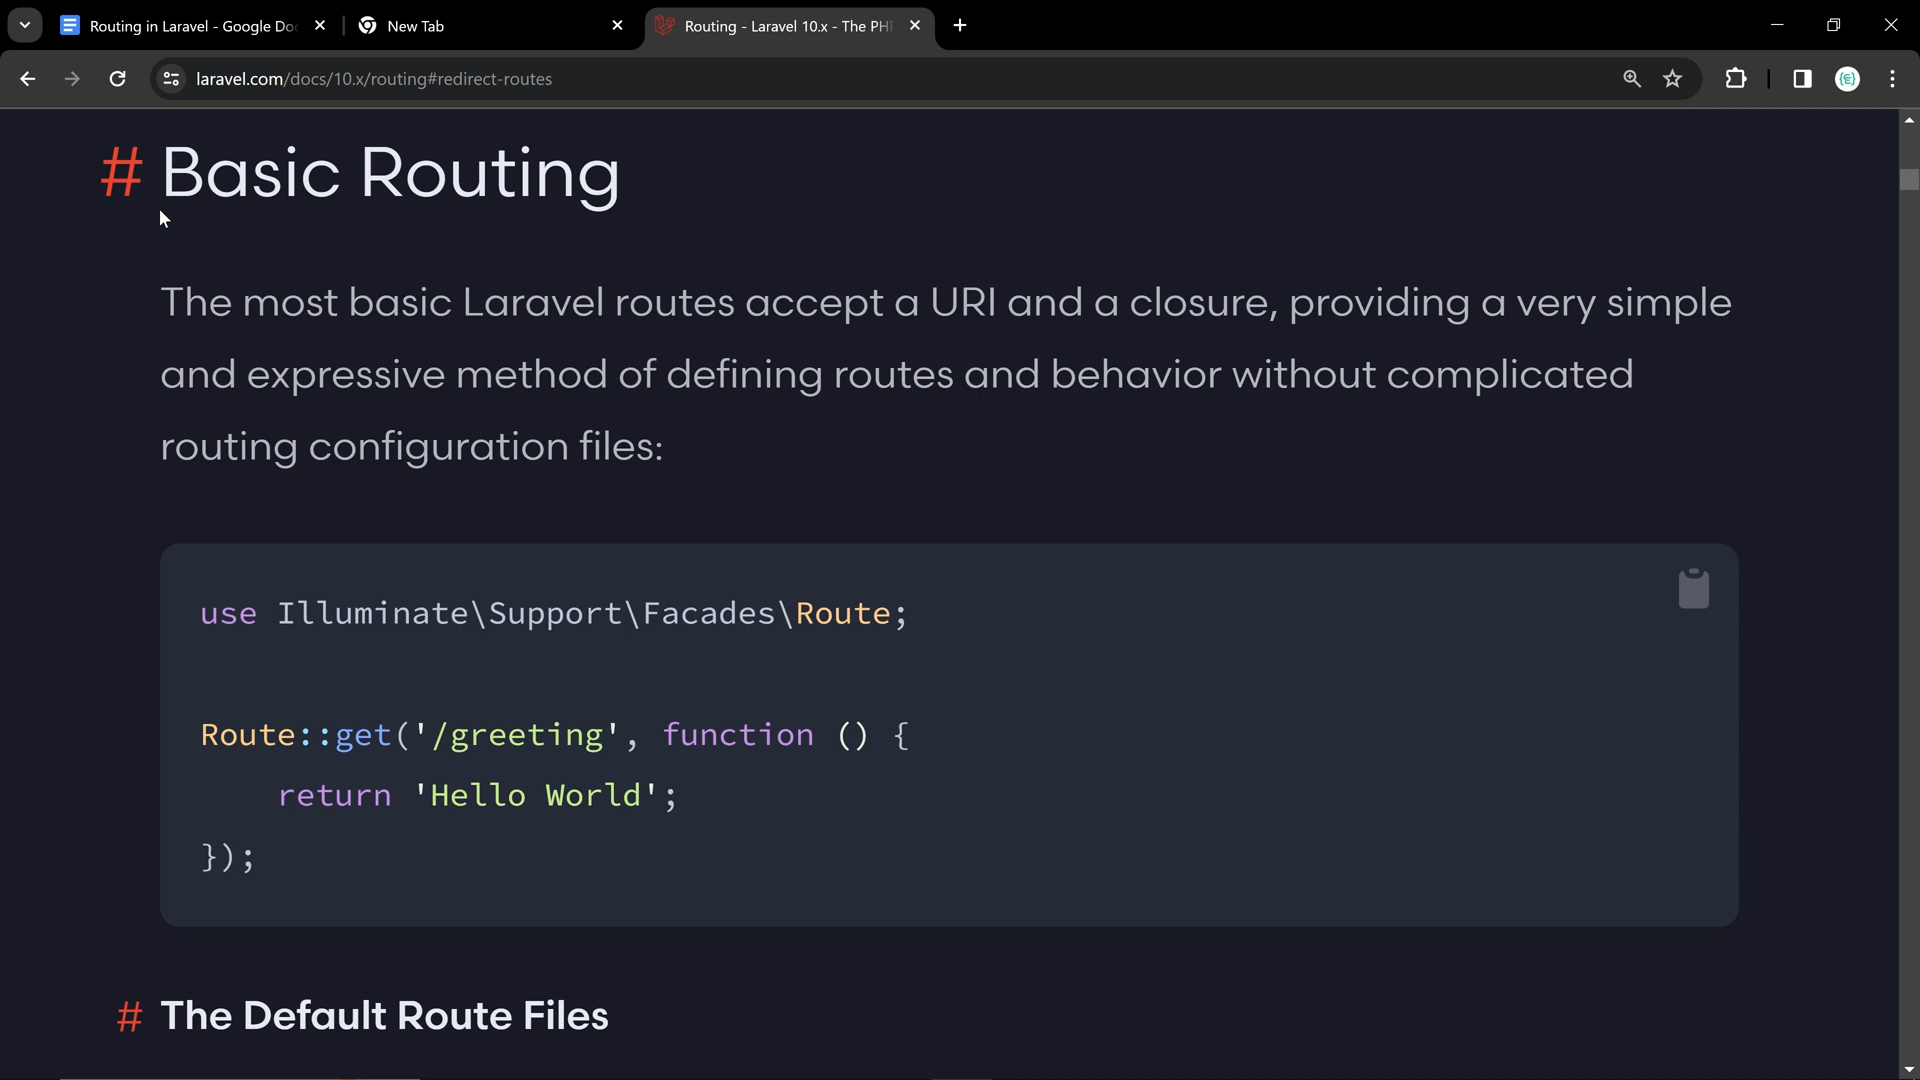 Routing in Laravel - Google Do
New Tab
Routing - Laravel 10.x - The PH
laravel.com/docs/10.x/routing#redirect-routes
# Basic Routing
The most basic Laravel routes accept a URI and a closure, providing a very simple
and expressive method of defining routes and behavior without complicated
routing configuration files:
use Illuminate\Support\Facades\Route;
Route::get('/greeting', function () {
    return 'Hello World';
});
# The Default Route Files